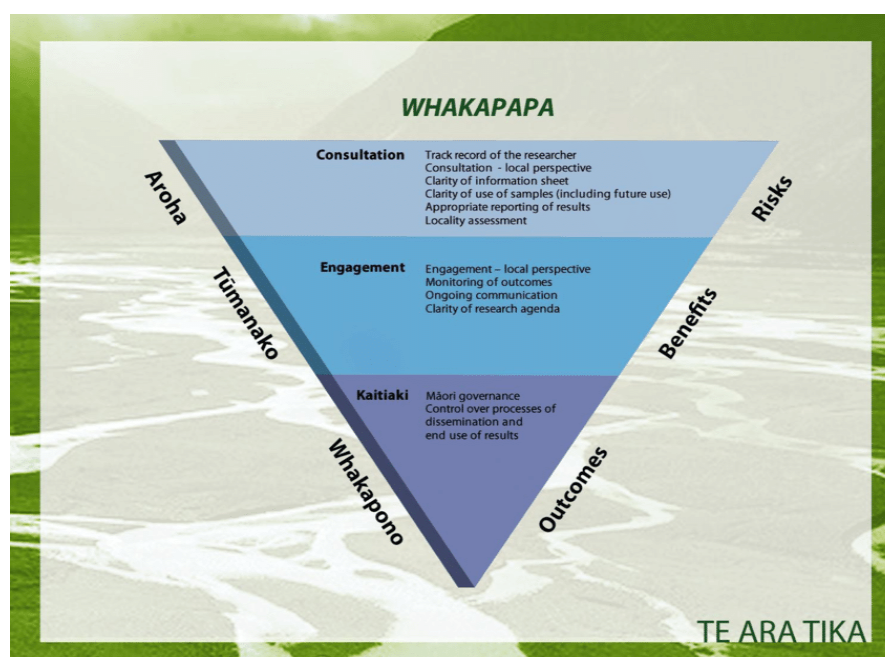 WHAKAPAPA
Consultation
Track record of the researcher
Consultation - local perspective
Clarity of information sheet
Clarity of use of samples (including future use)
Appropriate reporting of results
Locality assessment
Aroha
Risks
Engagement
Engagement – local perspective
Monitoring of outcomes
Ongoing communication
Clarity of research agenda
Tūmanako
Benefits
Kaitiaki
Māori governance
Control over processes of
dissemination and
end use of results
Whakapono
Outcomes
TE ARA TIKA